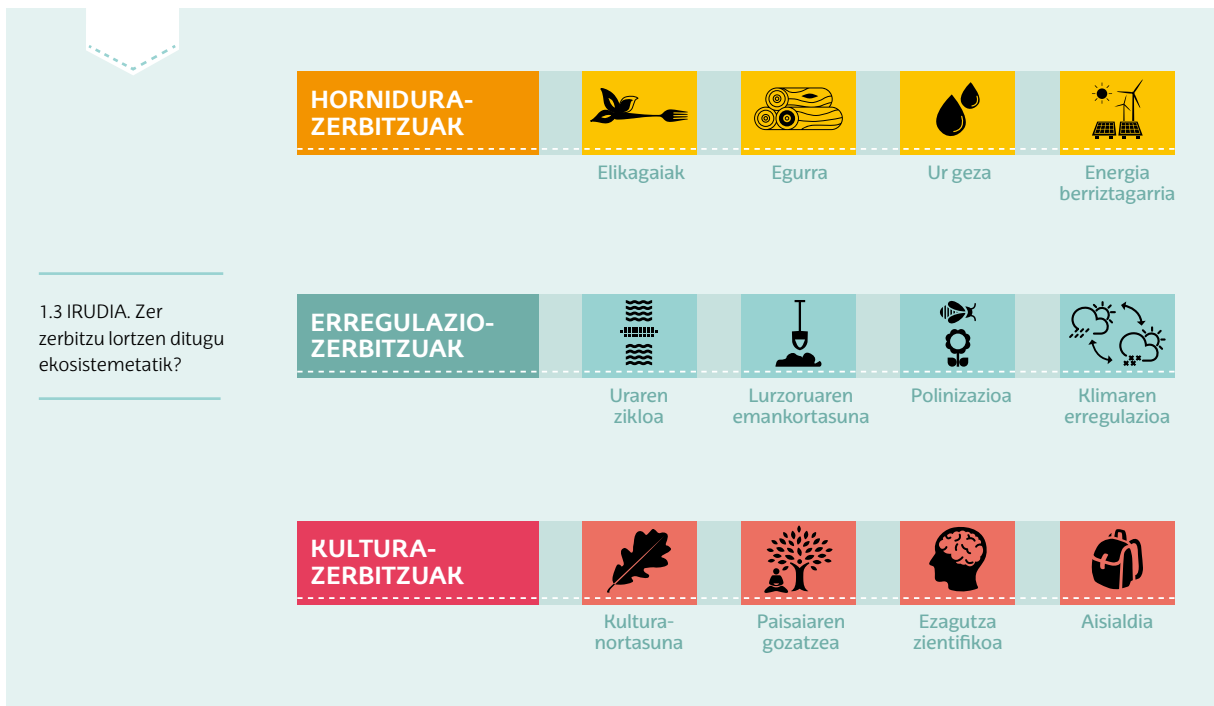 HORNIDURA-
ZERBITZUAK
Elikagaiak
Egurra
Ur geza
Energia
berriztagarria
1.3 IRUDIA. Zer
zerbitzu lortzen ditugu
ekosistemetatik?
ERREGULAZIO-
ZERBITZUAK
Uraren
zikloa
Lurzoruaren
emankortasuna
Polinizazioa
Klimaren
erregulazioa
KULTURA-
ZERBITZUAK
Kultura-
nortasuna
Paisaiaren
gozatzea
Ezagutza
zientifikoa
Aisialdia